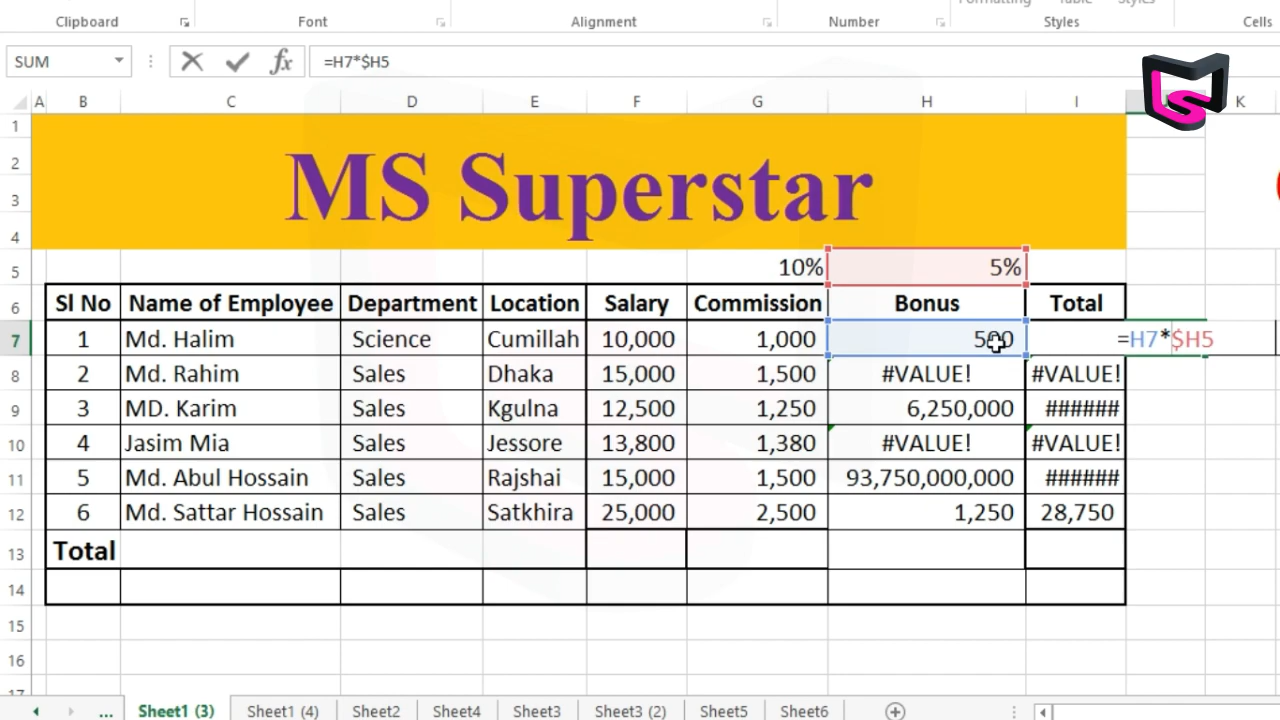 Formatting Table Styles
Clipboard Font Alignment Number Styles Cells
SUM fx =H7*$H5
A B C D E F G H I K
1
2 MS Superstar
3
4
5 10% 5%
6 Sl No Name of Employee Department Location Salary Commission Bonus Total
7 1 Md. Halim Science Cumillah 10,000 1,000 500 =H7*$H5
8 2 Md. Rahim Sales Dhaka 15,000 1,500 #VALUE! #VALUE!
9 3 MD. Karim Sales Kgulna 12,500 1,250 6,250,000 ######
10 4 Jasim Mia Sales Jessore 13,800 1,380 #VALUE! #VALUE!
11 5 Md. Abul Hossain Sales Rajshai 15,000 1,500 93,750,000,000 ######
12 6 Md. Sattar Hossain Sales Satkhira 25,000 2,500 1,250 28,750
13 Total
14
15
16
17
... Sheet1 (3) Sheet1 (4) Sheet2 Sheet4 Sheet3 Sheet3 (2) Sheet5 Sheet6